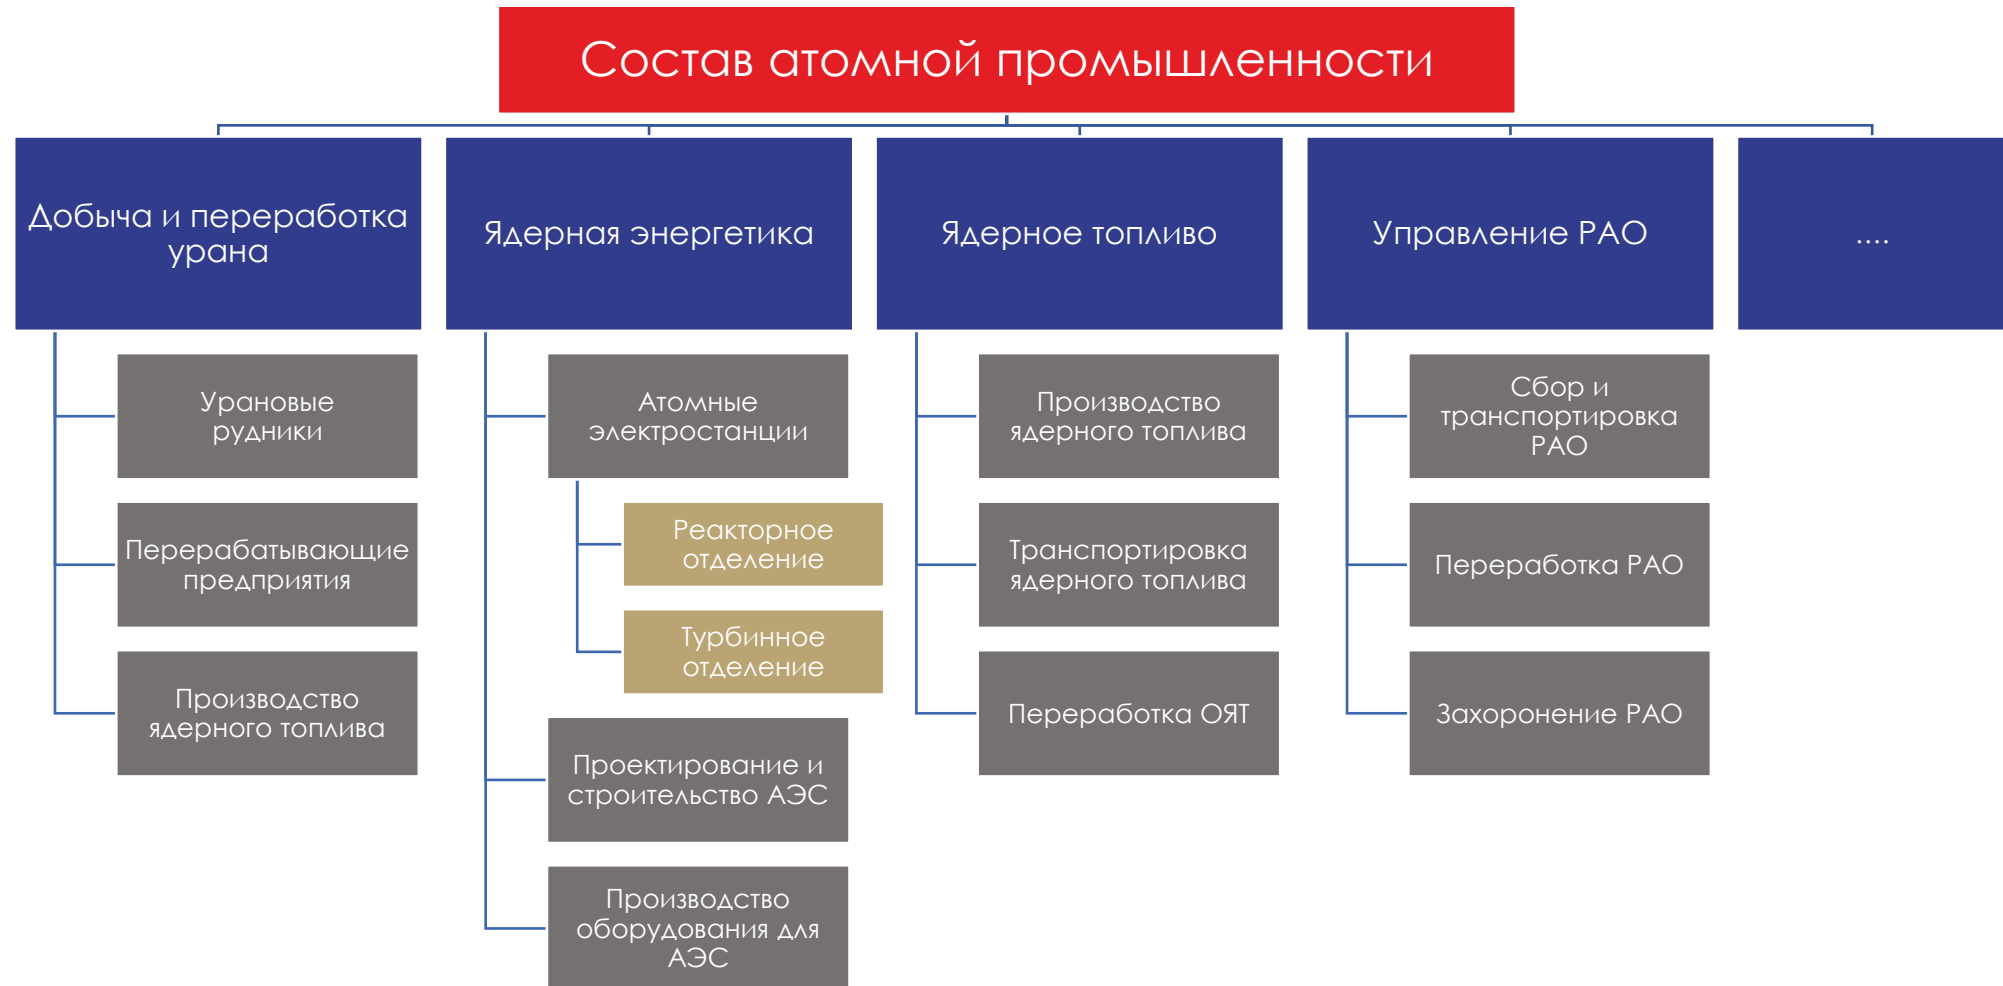 Состав атомной промышленности
Добыча и переработка
урана
Урановые
рудники
Перерабатывающие
предприятия
Производство
ядерного топлива
Ядерная энергетика
Атомные
электростанции
Реакторное
отделение
Турбинное
отделение
Проектирование и
строительство АЭС
Производство
оборудования для
АЭС
Ядерное топливо
Производство
ядерного топлива
Транспортировка
ядерного топлива
Переработка ОЯТ
Управление РАО
Сбор и
транспортировка
РАО
Переработка РАО
Захоронение РАО
....